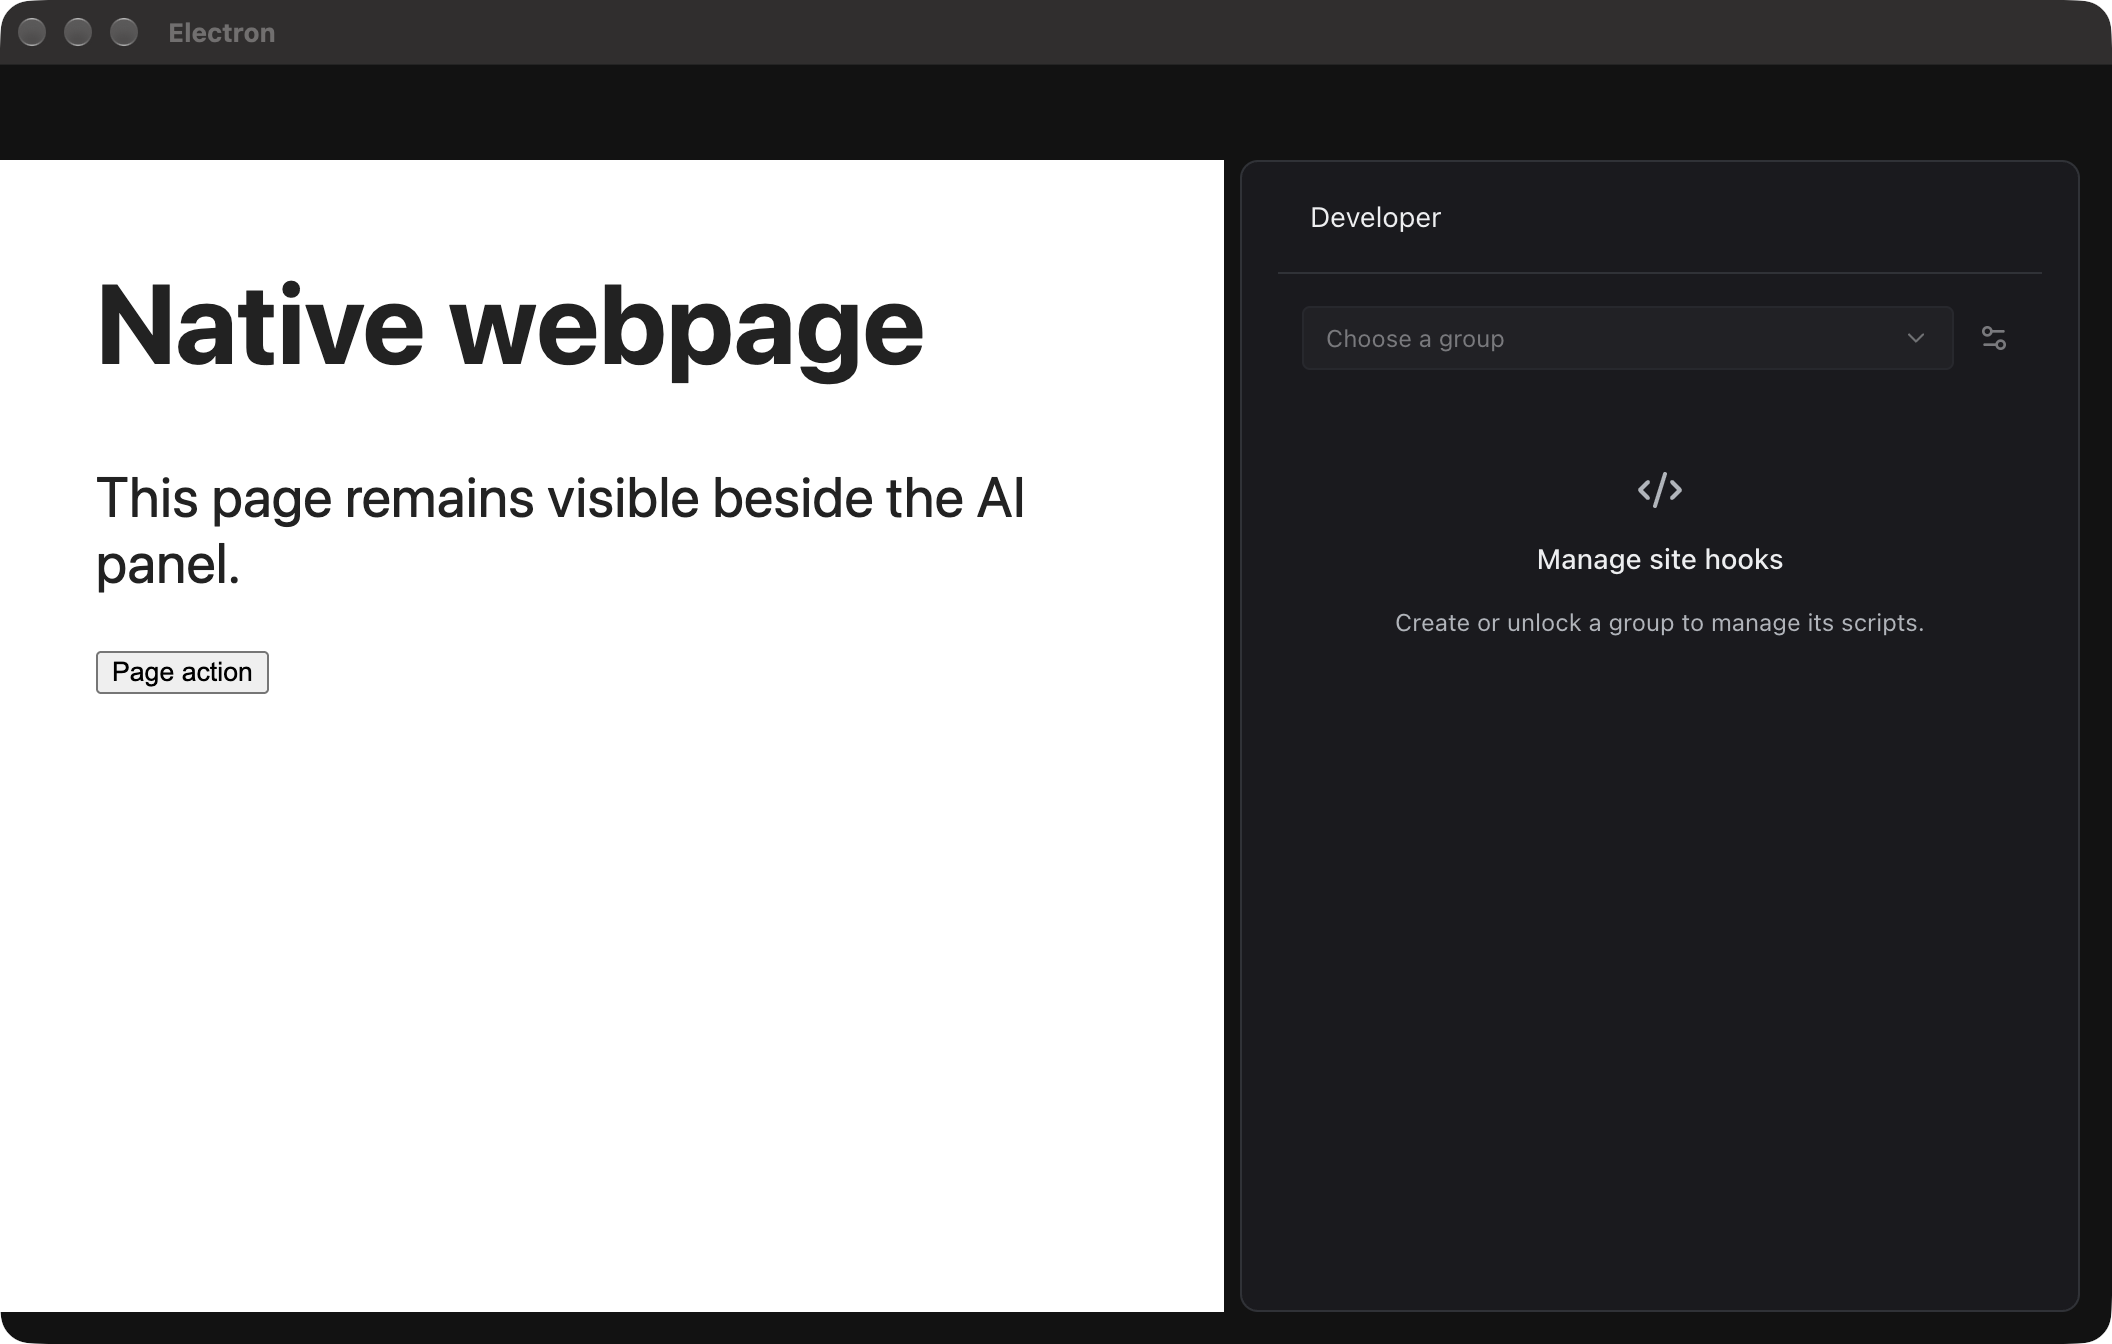 Electron
Native webpage
This page remains visible beside the AI
panel.
Page action
Developer
Choose a group
Manage site hooks
Create or unlock a group to manage its scripts.